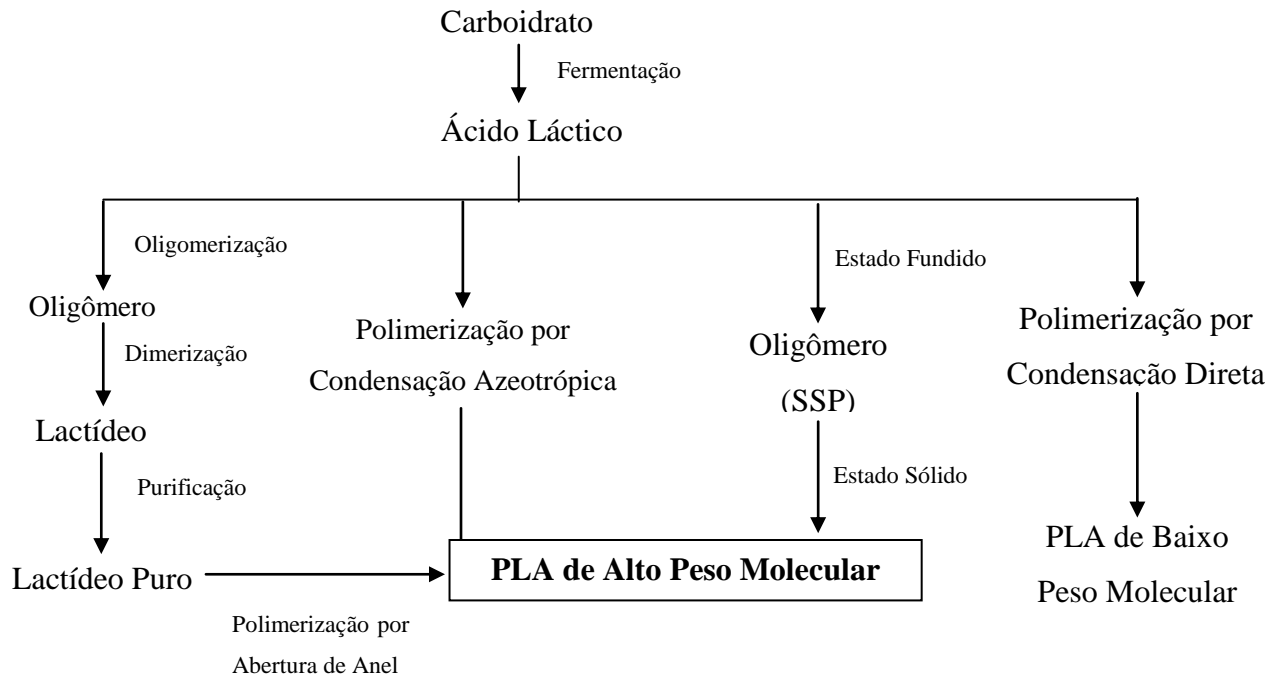 Carboidrato
Fermentação
Ácido Láctico
Oligomerização
Oligômero
Dimerização
Lactídeo
Purificação
Lactídeo Puro
Polimerização por
Abertura de Anel
Polimerização por
Condensação Azeotrópica
Estado Fundido
Oligômero
(SSP)
Estado Sólido
PLA de Alto Peso Molecular
Polimerização por
Condensação Direta
PLA de Baixo
Peso Molecular